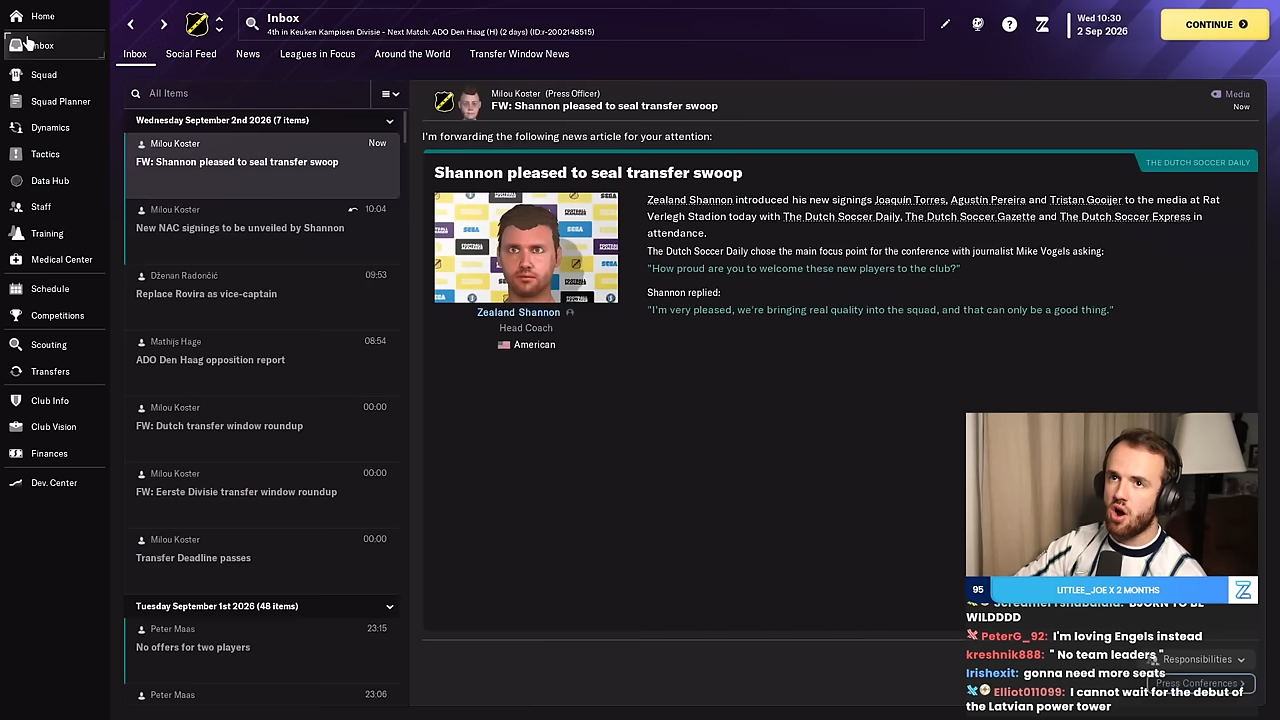 Home
Inbox
Squad
Squad Planner
Dynamics
Tactics
Data Hub
Staff
Training
Medical Center
Schedule
Competitions
Scouting
Transfers
Club Info
Club Vision
Finances
Dev. Center
Inbox
4th in Keuken Kampioen Divisie - Next Match: ADO Den Haag (H) (2 days) (ID:r-2002148515)
Wed 10:30
2 Sep 2026
CONTINUE
Inbox Social Feed News Leagues in Focus Around the World Transfer Window News
All Items
Wednesday September 2nd 2026 (7 items)
Milou Koster Now
FW: Shannon pleased to seal transfer swoop
Milou Koster 10:04
New NAC signings to be unveiled by Shannon
Dženan Radončić 09:53
Replace Rovira as vice-captain
Mathijs Hage 08:54
ADO Den Haag opposition report
Milou Koster 00:00
FW: Dutch transfer window roundup
Milou Koster 00:00
FW: Eerste Divisie transfer window roundup
Milou Koster 00:00
Transfer Deadline passes
Tuesday September 1st 2026 (48 items)
Peter Maas 23:15
No offers for two players
Peter Maas 23:06
Milou Koster (Press Officer)
FW: Shannon pleased to seal transfer swoop
Media
Now
I'm forwarding the following news article for your attention:
THE DUTCH SOCCER DAILY
Shannon pleased to seal transfer swoop
Zealand Shannon
Head Coach
American
Zealand Shannon introduced his new signings Joaquín Torres, Agustín Pereira and Tristan Gooijer to the media at Rat
Verlegh Stadion today with The Dutch Soccer Daily, The Dutch Soccer Gazette and The Dutch Soccer Express in
attendance.
The Dutch Soccer Daily chose the main focus point for the conference with journalist Mike Vogels asking:
"How proud are you to welcome these new players to the club?"
Shannon replied:
"I'm very pleased, we're bringing real quality into the squad, and that can only be a good thing."
95 LITTLEE_JOE X 2 MONTHS
BJORN TO BE
WILDDDD
PeterG_92: I'm loving Engels instead
kreshnik888: " No team leaders "
Irishexit: gonna need more seats
Elliot011099: I cannot wait for the debut of
the Latvian power tower
Responsibilities
Press Conferences